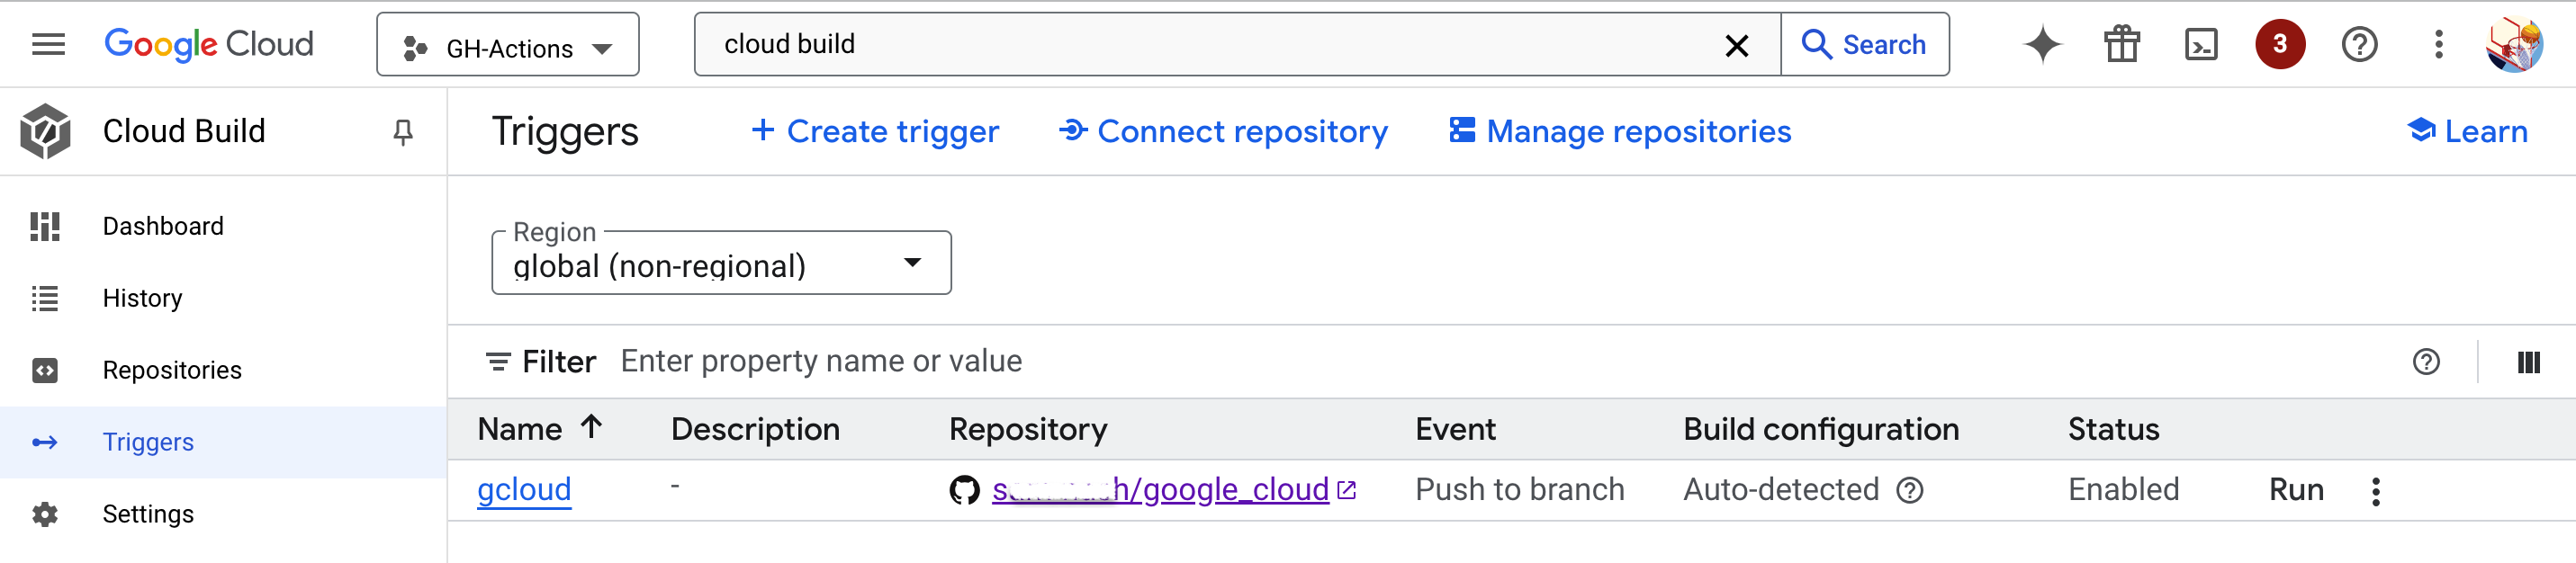 Google Cloud
GH-Actions
cloud build
Search
3
Cloud Build
Triggers
Create trigger
Connect repository
Manage repositories
Learn
Dashboard
History
Repositories
Triggers
Settings
Region
global (non-regional)
Filter Enter property name or value
Name Description Repository Event Build configuration Status
gcloud - h/google_cloud Push to branch Auto-detected Enabled Run